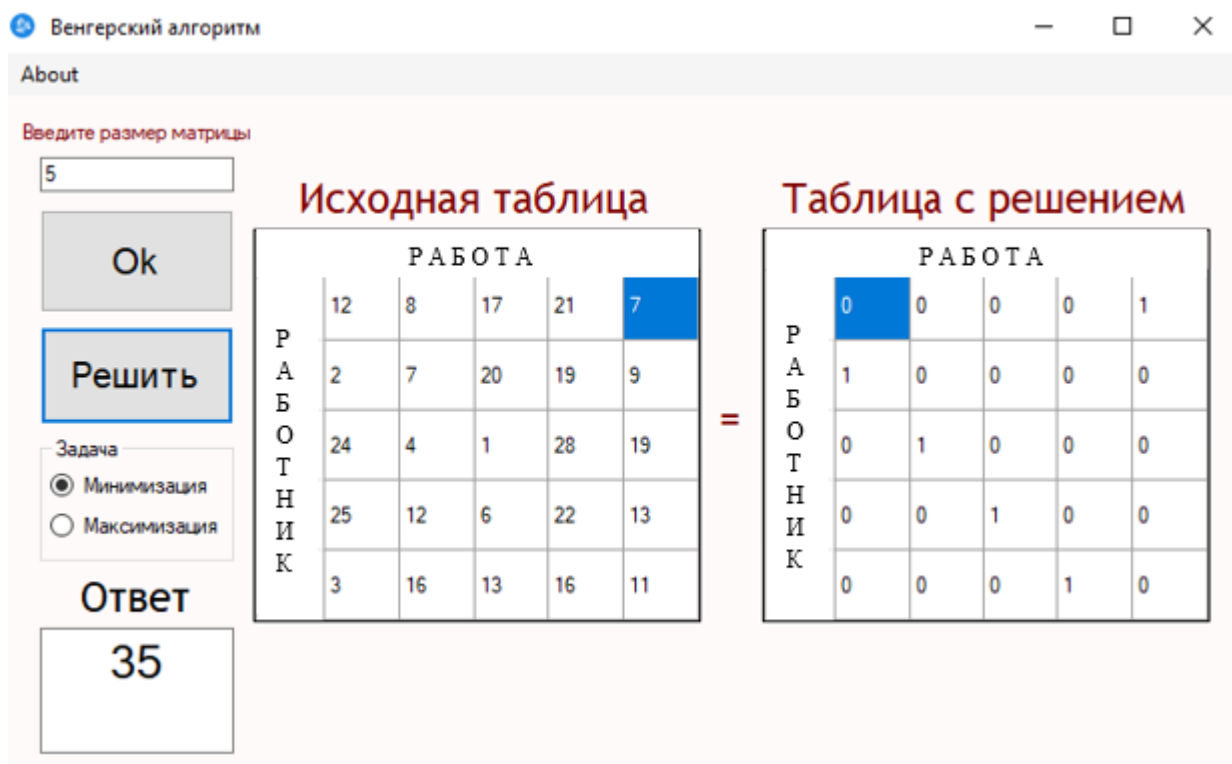 Венгерский алгоритм
About
Введите размер матрицы
5
Ok
Решить
Задача
Минимизация
Максимизация
Ответ
35
Исходная таблица
РАБОТА
РАБОТНИК
12 8 17 21 7
2 7 20 19 9
24 4 1 28 19
25 12 6 22 13
3 16 13 16 11
=
Таблица с решением
РАБОТА
РАБОТНИК
0 0 0 0 1
1 0 0 0 0
0 1 0 0 0
0 0 1 0 0
0 0 0 1 0